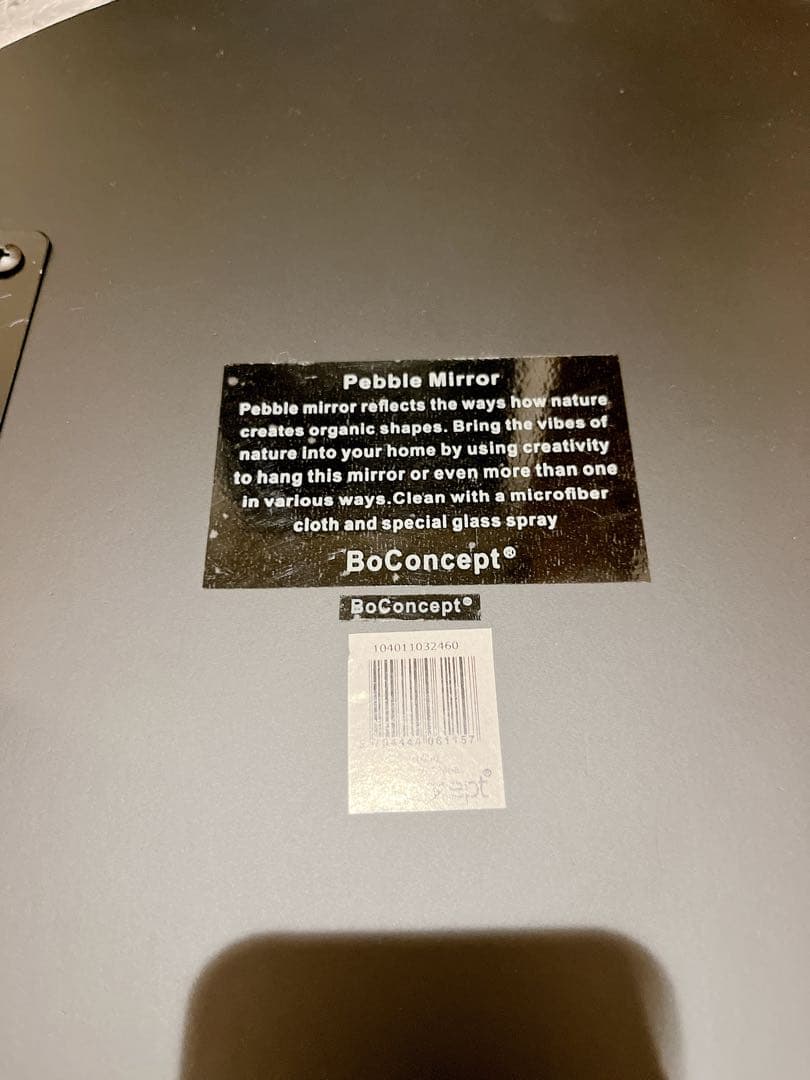 Pebble Mirror
Pebble mirror reflects the ways how nature
creates organic shapes. Bring the vibes of
nature into your home by using creativity
to hang this mirror or even more than one
in various ways.Clean with a microfiber
cloth and special glass spray
BoConcept®
BoConcept®
104011032460